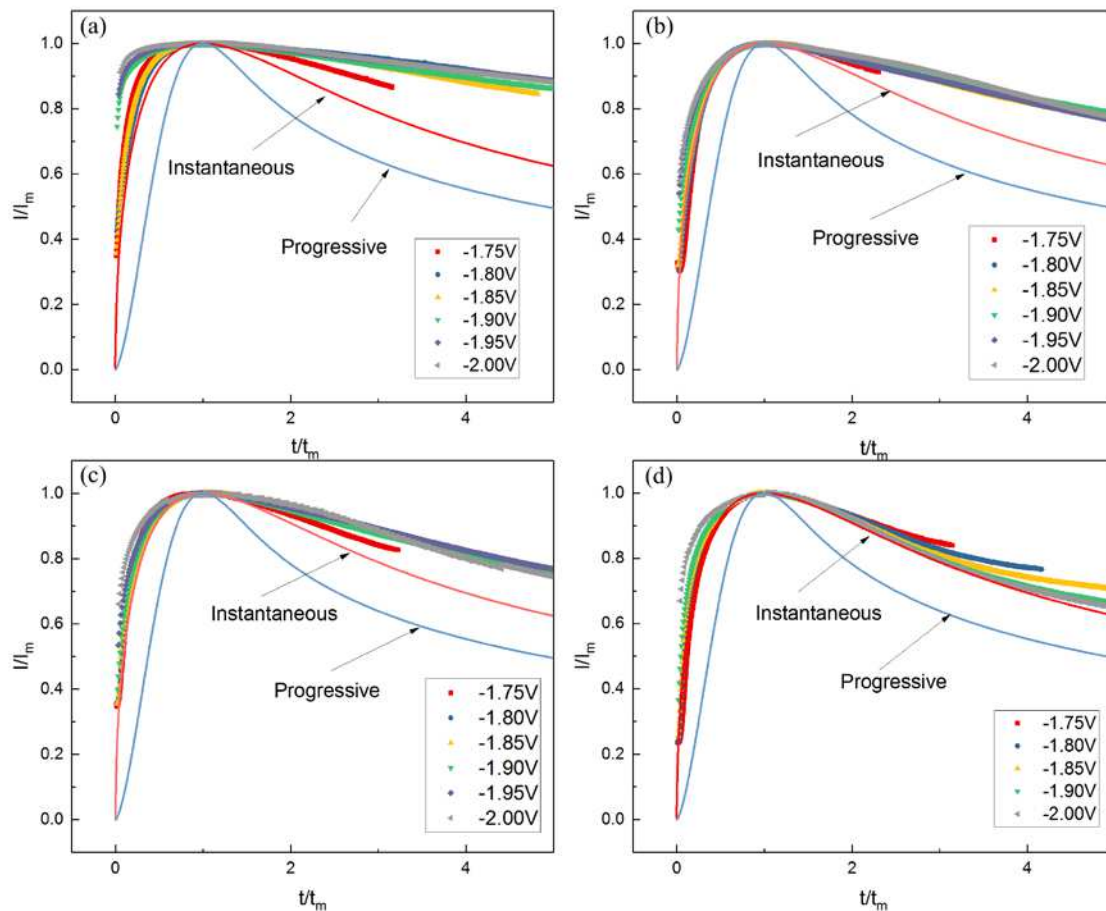 (a)
I/Iₘ
1.0
0.8
0.6
0.4
0.2
0.0
Instantaneous
Progressive
-1.75V
-1.80V
-1.85V
-1.90V
-1.95V
-2.00V
0 2 4
t/tₘ
(b)
I/Iₘ
1.0
0.8
0.6
0.4
0.2
0.0
Instantaneous
Progressive
-1.75V
-1.80V
-1.85V
-1.90V
-1.95V
-2.00V
0 2 4
t/tₘ
(c)
I/Iₘ
1.0
0.8
0.6
0.4
0.2
0.0
Instantaneous
Progressive
-1.75V
-1.80V
-1.85V
-1.90V
-1.95V
-2.00V
0 2 4
t/tₘ
(d)
I/Iₘ
1.0
0.8
0.6
0.4
0.2
0.0
Instantaneous
Progressive
-1.75V
-1.80V
-1.85V
-1.90V
-2.00V
0 2 4
t/tₘ